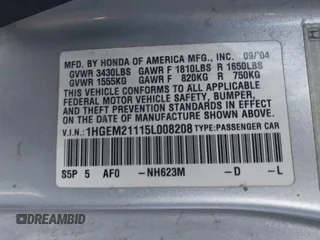 MFD. BY HONDA OF AMERICA MFG., INC. 09/'04
GVWR 3430LBS GAWR F 1810LBS R 1650LBS
GVWR 1555KG GAWR F 820KG R 750KG
THIS VEHICLE CONFORMS TO ALL APPLICABLE
FEDERAL MOTOR VEHICLE SAFETY, BUMPER,
AND THEFT PREVENTION STANDARDS IN EFFECT
ON THE DATE OF MANUFACTURE SHOWN ABOVE.
V.I.N.: 1HGEM21115L008208 TYPE:PASSENGER CAR
S5P 5 AF0 -NH623M -D -L
DREAMBID